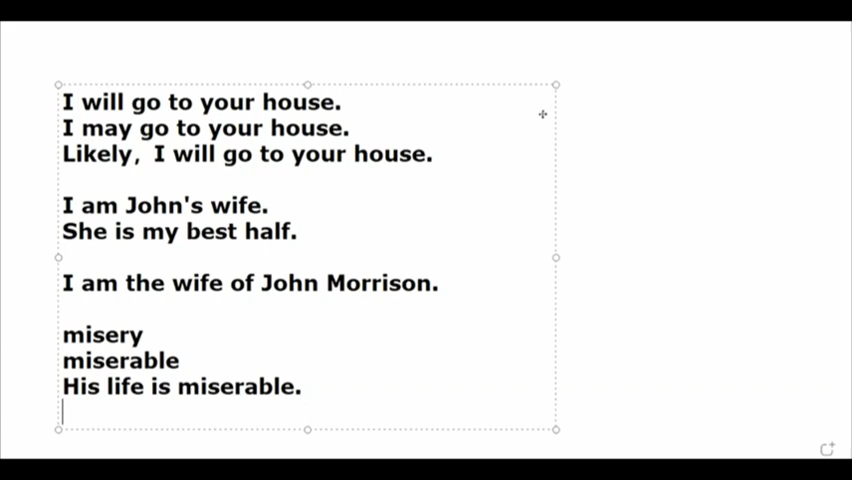 I will go to your house.
I may go to your house.
Likely, I will go to your house.
I am John's wife.
She is my best half.
I am the wife of John Morrison.
misery
miserable
His life is miserable.